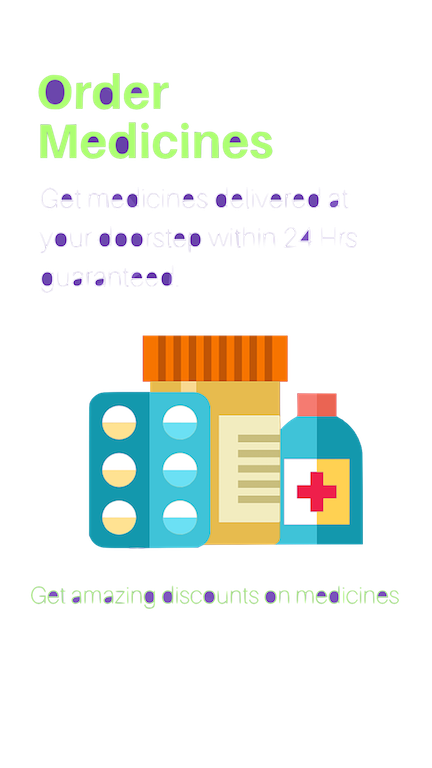 Order
Medicines
Get medicines delivered at
your doorstep within 24 Hrs
guaranteed.
Get amazing discounts on medicines